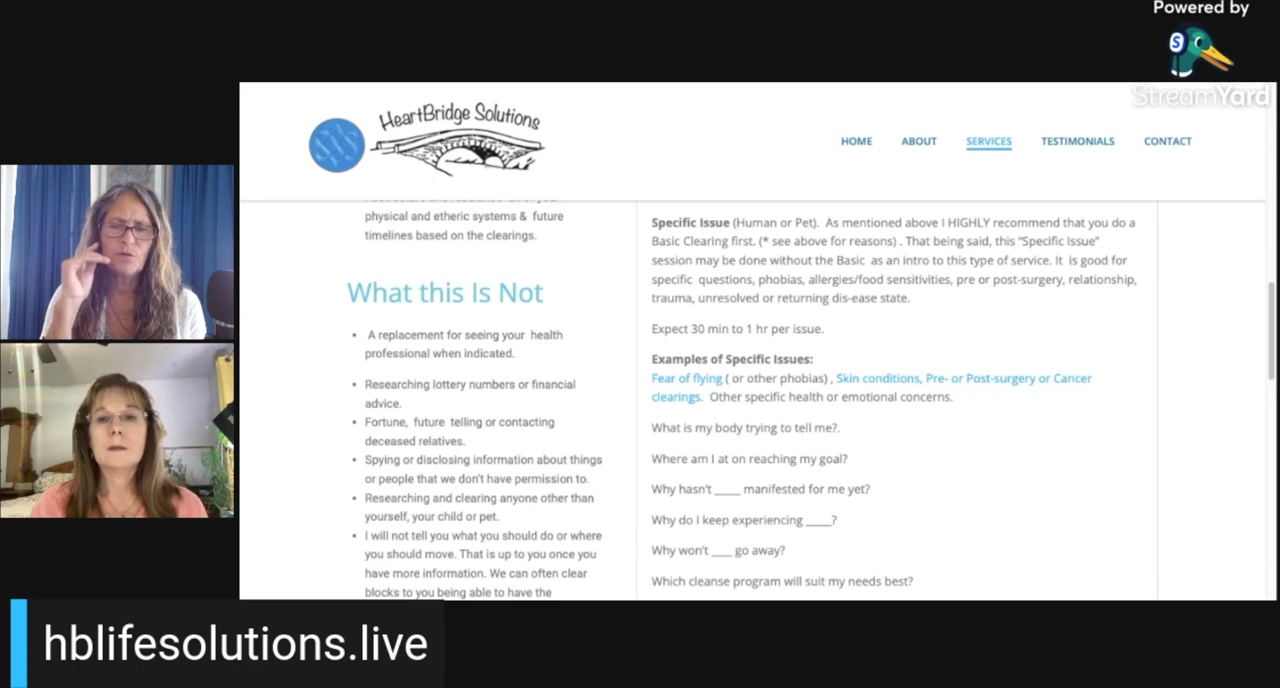 Powered by
S
StreamYard
HeartBridge Solutions
HOME ABOUT SERVICES TESTIMONIALS CONTACT
physical and etheric systems & future
timelines based on the clearings.
What this Is Not
• A replacement for seeing your health
professional when indicated.
• Researching lottery numbers or financial
advice.
• Fortune, future telling or contacting
deceased relatives.
• Spying or disclosing information about things
or people that we don't have permission to.
• Researching and clearing anyone other than
yourself, your child or pet.
• I will not tell you what you should do or where
you should move. That is up to you once you
have more information. We can often clear
blocks to you being able to have the
Specific Issue (Human or Pet). As mentioned above I HIGHLY recommend that you do a
Basic Clearing first. (* see above for reasons) . That being said, this "Specific Issue"
session may be done without the Basic as an intro to this type of service. It is good for
specific questions, phobias, allergies/food sensitivities, pre or post-surgery, relationship,
trauma, unresolved or returning dis-ease state.
Expect 30 min to 1 hr per issue.
Examples of Specific Issues:
Fear of flying ( or other phobias) , Skin conditions, Pre- or Post-surgery or Cancer
clearings. Other specific health or emotional concerns.
What is my body trying to tell me?.
Where am I at on reaching my goal?
Why hasn't ____ manifested for me yet?
Why do I keep experiencing ____?
Why won't ___ go away?
Which cleanse program will suit my needs best?
hblifesolutions.live